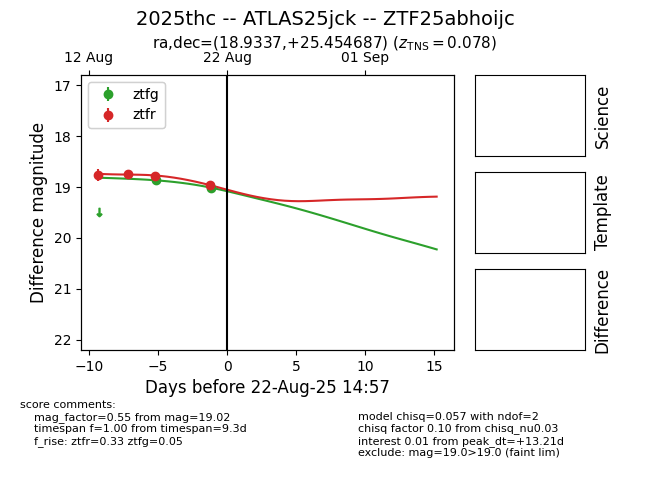 2025thc -- ATLAS25jck -- ZTF25abhoijc
ra,dec=(18.9337,+25.454687) (z_TNS = 0.078)
12 Aug 22 Aug 01 Sep
ztfg
ztfr
17
18
19
20
21
22
Difference magnitude
−10 −5 0 5 10 15
Days before 22-Aug-25 14:57
Science
Template
Difference
score comments:
mag_factor=0.55 from mag=19.02
timespan f=1.00 from timespan=9.3d
f_rise: ztfr=0.33 ztfg=0.05
model chisq=0.057 with ndof=2
chisq factor 0.10 from chisq_nu0.03
interest 0.01 from peak_dt=+13.21d
exclude: mag=19.0>19.0 (faint lim)